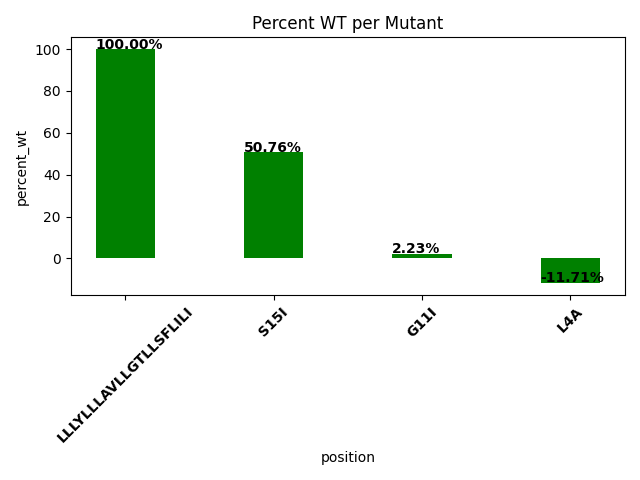 Percent WT per Mutant
percent_wt
100
80
60
40
20
0
100.00%
50.76%
2.23%
-11.71%
LLLYLLLAVLLGTLLSFLILI
S15I
G11I
L4A
position